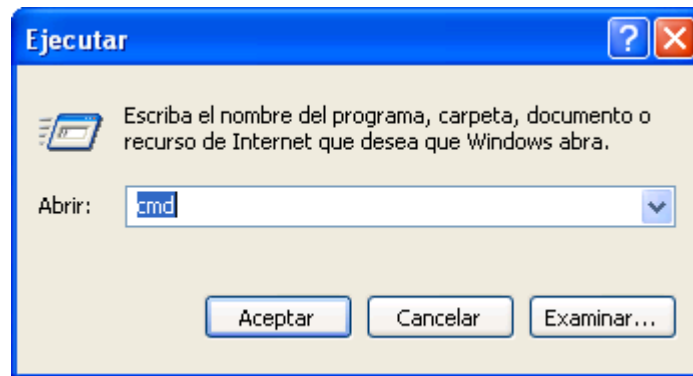 Ejecutar
Escriba el nombre del programa, carpeta, documento o
recurso de Internet que desea que Windows abra.
Abrir: cmd
Aceptar Cancelar Examinar...